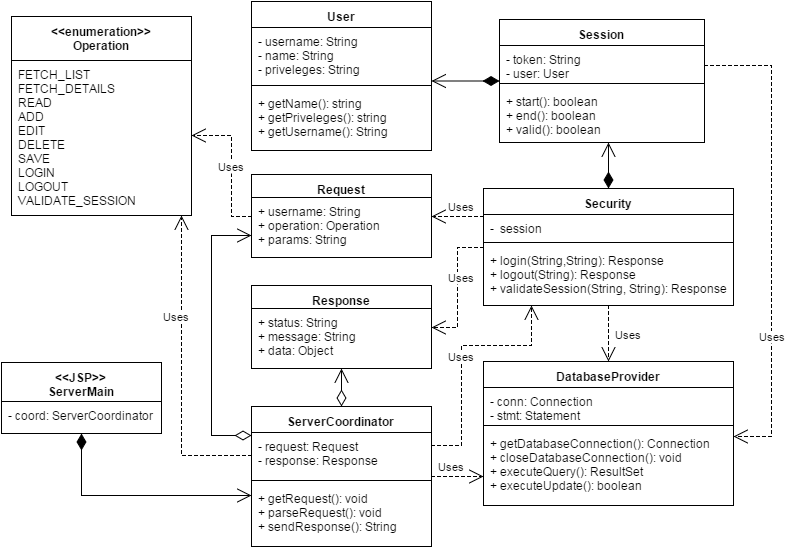 <<enumeration>>
Operation
FETCH_LIST
FETCH_DETAILS
READ
ADD
EDIT
DELETE
SAVE
LOGIN
LOGOUT
VALIDATE_SESSION
User
- username: String
- name: String
- priveleges: String
+ getName(): string
+ getPriveleges(): string
+ getUsername(): String
Session
- token: String
- user: User
+ start(): boolean
+ end(): boolean
+ valid(): boolean
Uses
Request
+ username: String
+ operation: Operation
+ params: String
Uses
Security
- session
+ login(String,String): Response
+ logout(String): Response
+ validateSession(String, String): Response
Uses
Response
+ status: String
+ message: String
+ data: Object
Uses
Uses
Uses
Uses
<<JSP>>
ServerMain
- coord: ServerCoordinator
ServerCoordinator
- request: Request
- response: Response
+ getRequest(): void
+ parseRequest(): void
+ sendResponse(): String
Uses
DatabaseProvider
- conn: Connection
- stmt: Statement
+ getDatabaseConnection(): Connection
+ closeDatabaseConnection(): void
+ executeQuery(): ResultSet
+ executeUpdate(): boolean